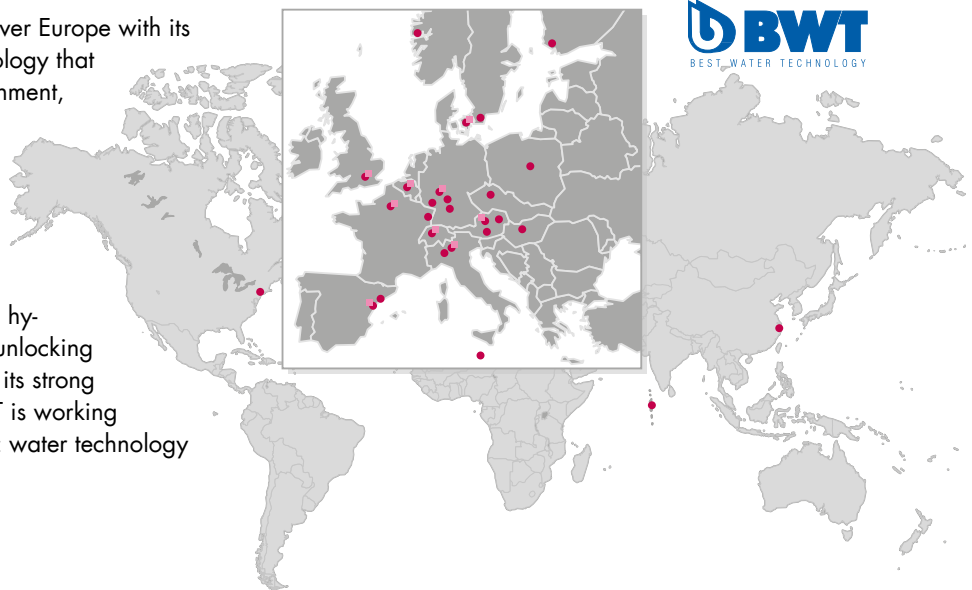 ver Europe with its
ology that
nment,
hy-
unlocking
its strong
T is working
water technology
BWT
BEST WATER TECHNOLOGY